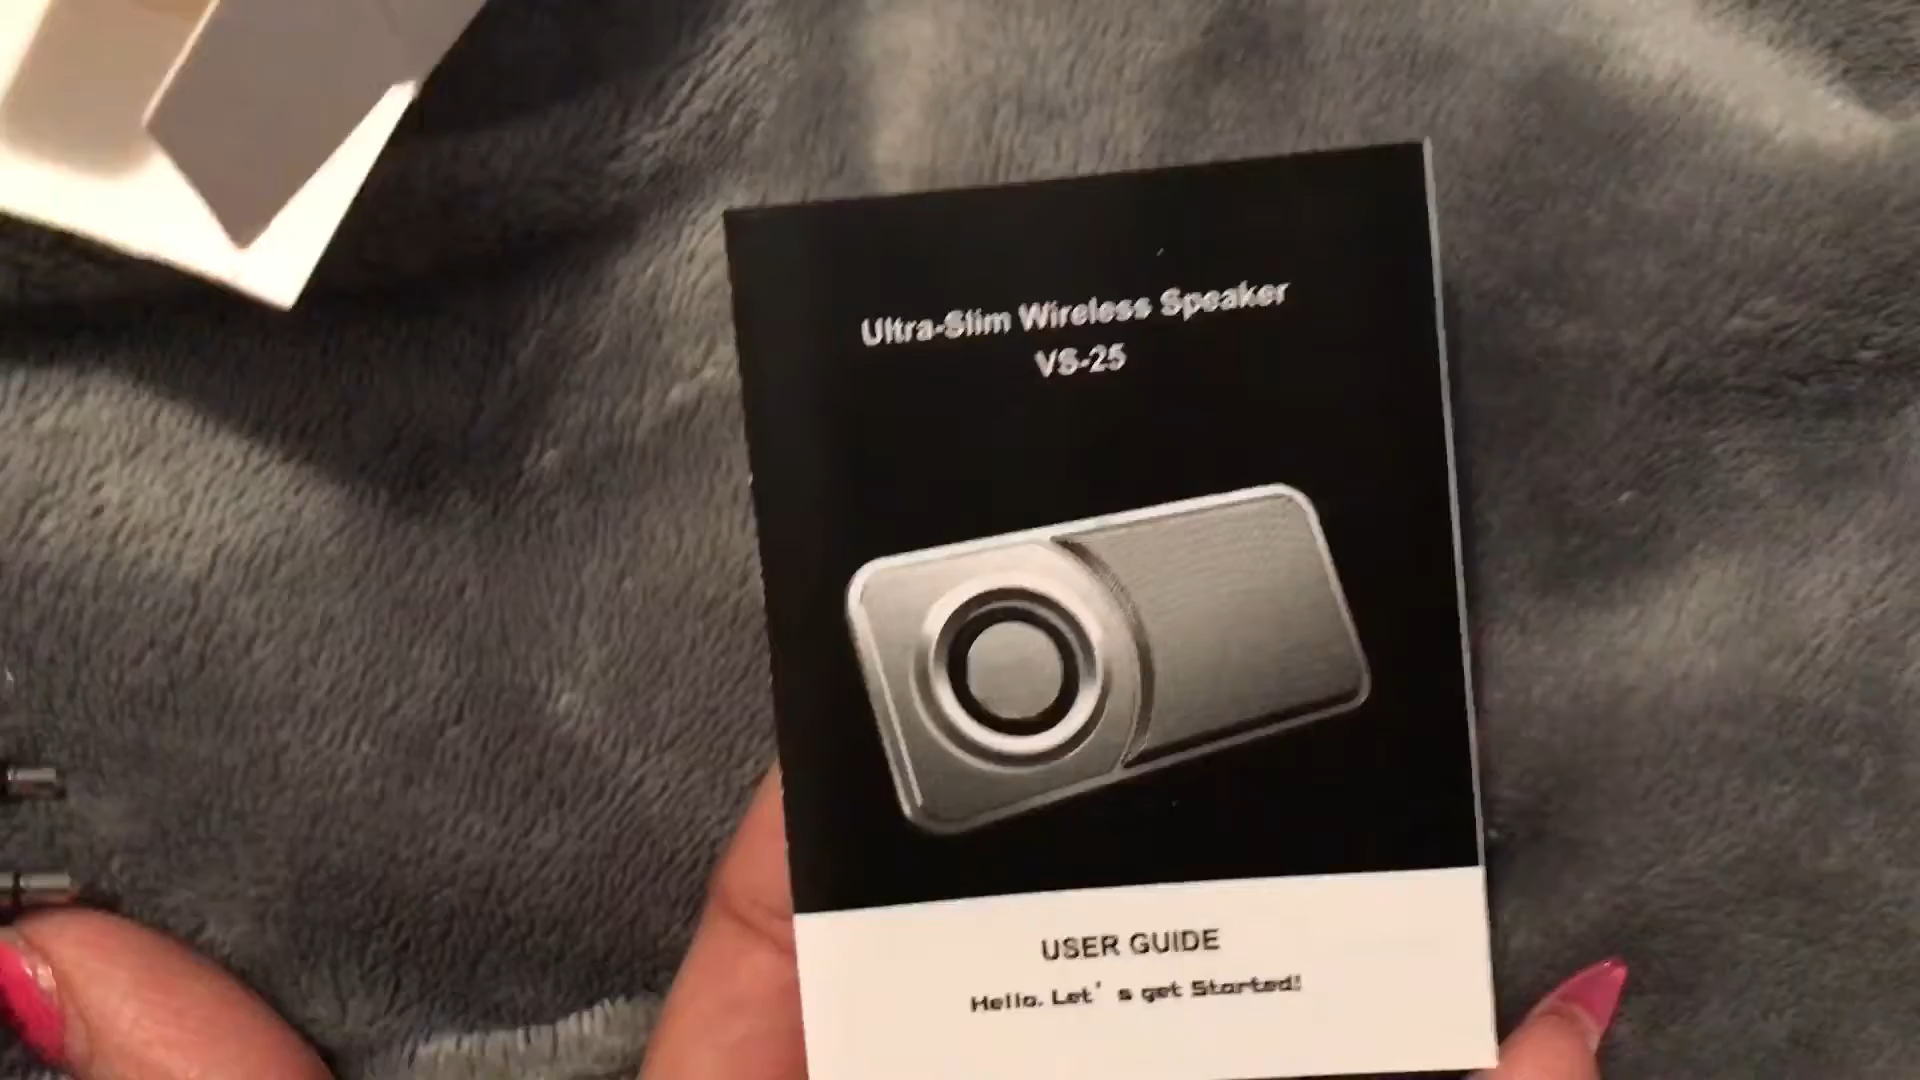 Ultra-Slim Wireless Speaker
VS-25
USER GUIDE
Hello, Let's get Started!